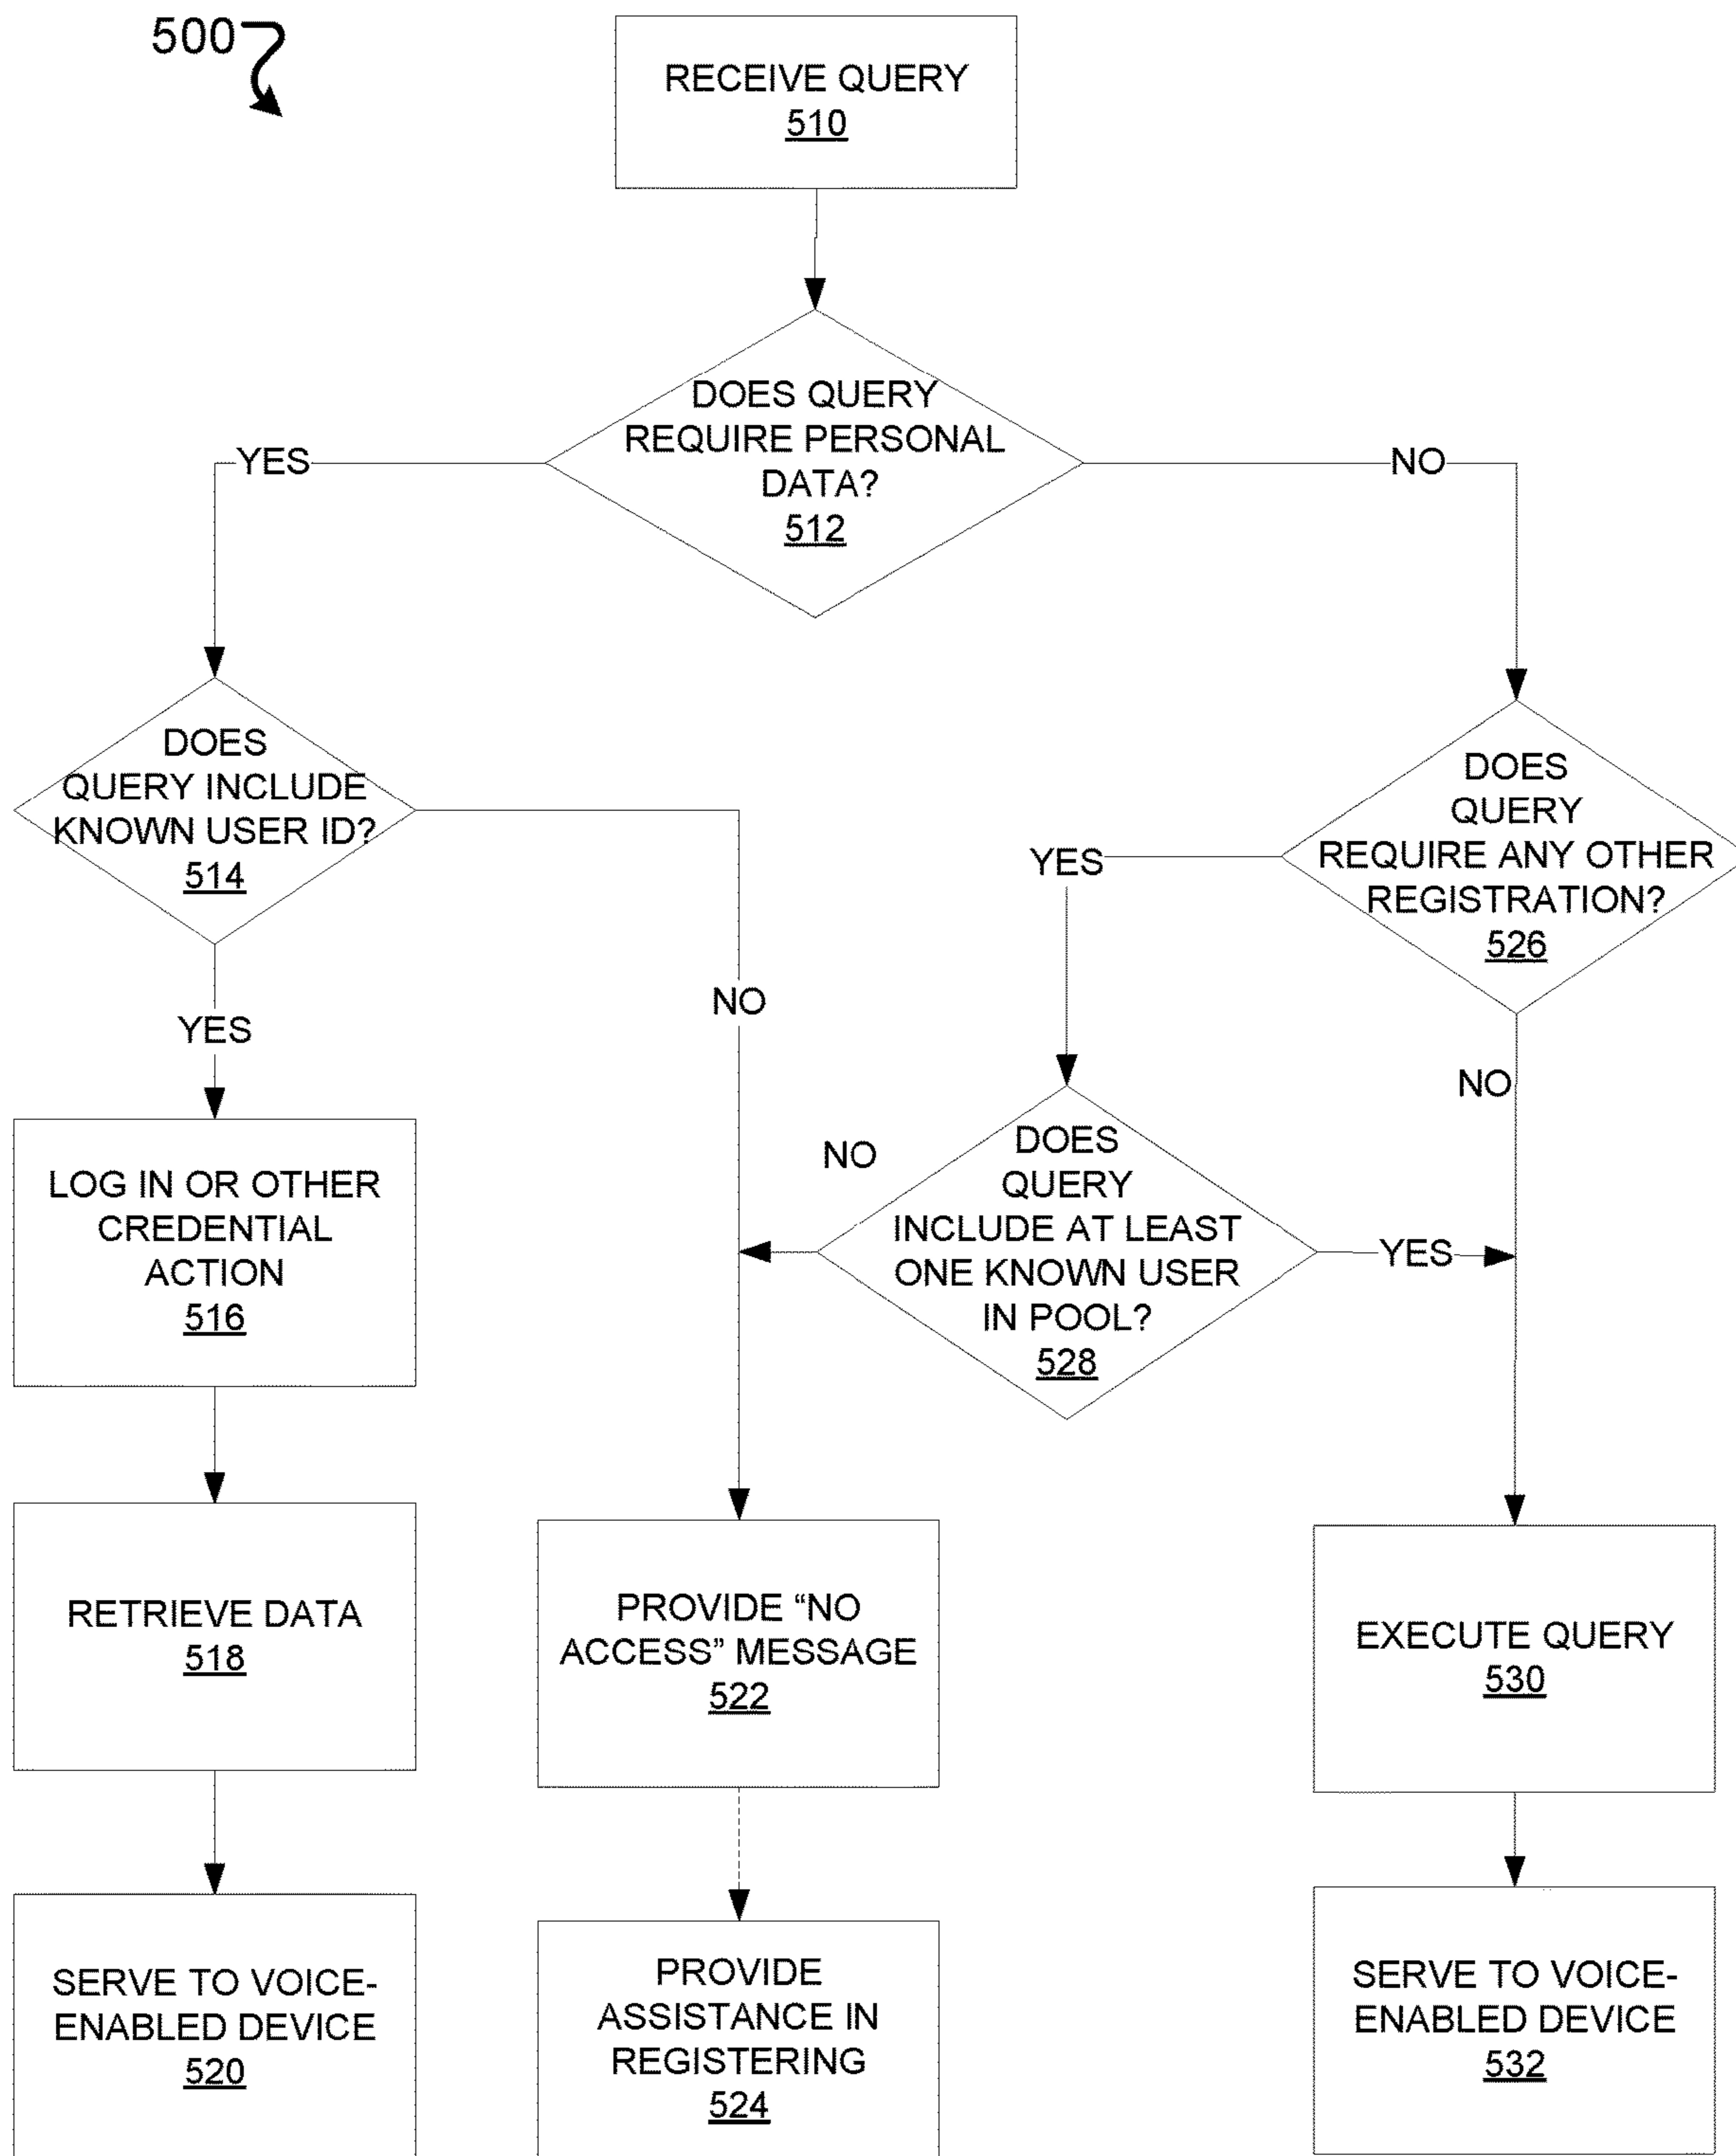 500
RECEIVE QUERY
510
DOES QUERY
REQUIRE PERSONAL
DATA?
512
YES
NO
DOES
QUERY INCLUDE
KNOWN USER ID?
514
DOES
QUERY
REQUIRE ANY OTHER
REGISTRATION?
526
YES
NO
YES
NO
LOG IN OR OTHER
CREDENTIAL
ACTION
516
NO
DOES
QUERY
INCLUDE AT LEAST
ONE KNOWN USER
IN POOL?
528
YES
RETRIEVE DATA
518
PROVIDE “NO
ACCESS” MESSAGE
522
EXECUTE QUERY
530
SERVE TO VOICE-
ENABLED DEVICE
520
PROVIDE
ASSISTANCE IN
REGISTERING
524
SERVE TO VOICE-
ENABLED DEVICE
532